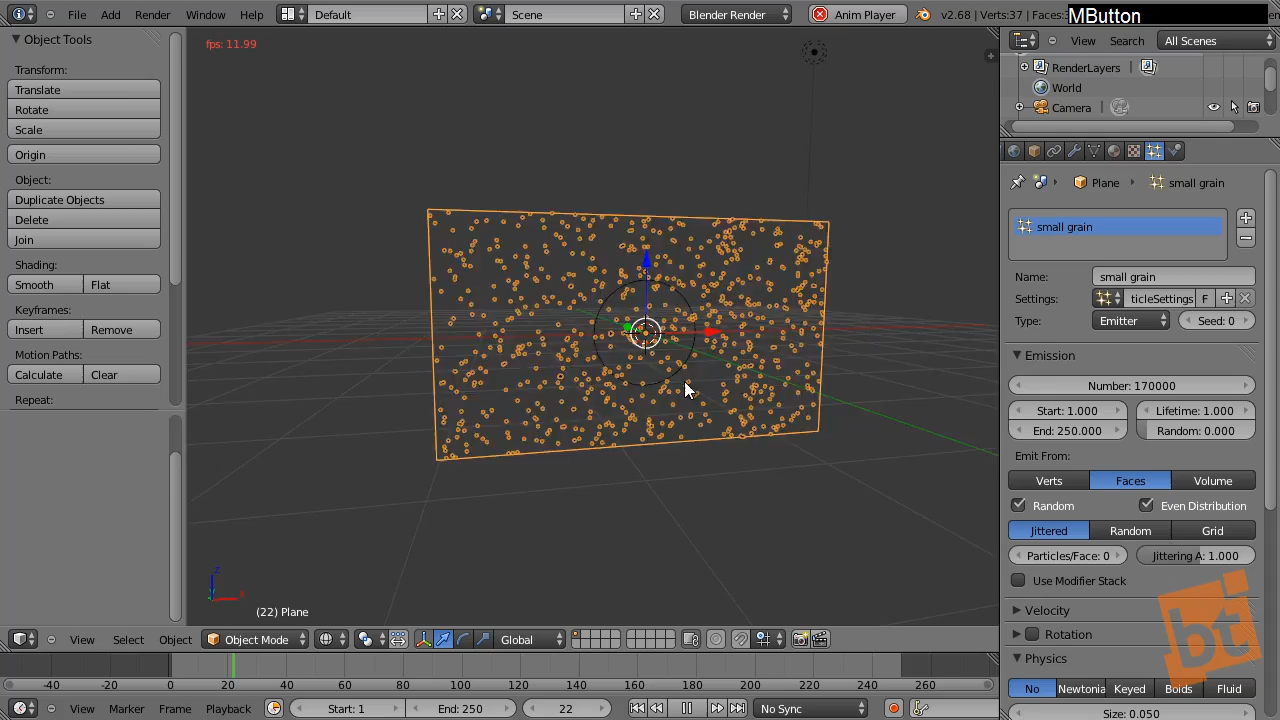 File Add Render Window Help
Default
Scene
Blender Render
Anim Player
v2.68 | Verts:37 | Faces:
MButton
Object Tools
Transform:
Translate
Rotate
Scale
Origin
Object:
Duplicate Objects
Delete
Join
Shading:
Smooth Flat
Keyframes:
Insert Remove
Motion Paths:
Calculate Clear
Repeat:
fps: 11.99
z
x
(22) Plane
View Search All Scenes
RenderLayers
World
Camera
Plane small grain
small grain
Name: small grain
Settings: ticleSettings F
Type: Emitter Seed: 0
Emission
Number: 170000
Start: 1.000 Lifetime: 1.000
End: 250.000 Random: 0.000
Emit From:
Verts Faces Volume
Random Even Distribution
Jittered Random Grid
Particles/Face: 0 Jittering A: 1.000
Use Modifier Stack
Velocity
Rotation
Physics
No Newtonia Keyed Boids Fluid
Size: 0.050
bt
View Select Object Object Mode Global
-40 -20 0 20 40 60 80 100 120 140 160 180 200 220 240 260
View Marker Frame Playback Start: 1 End: 250 22 No Sync